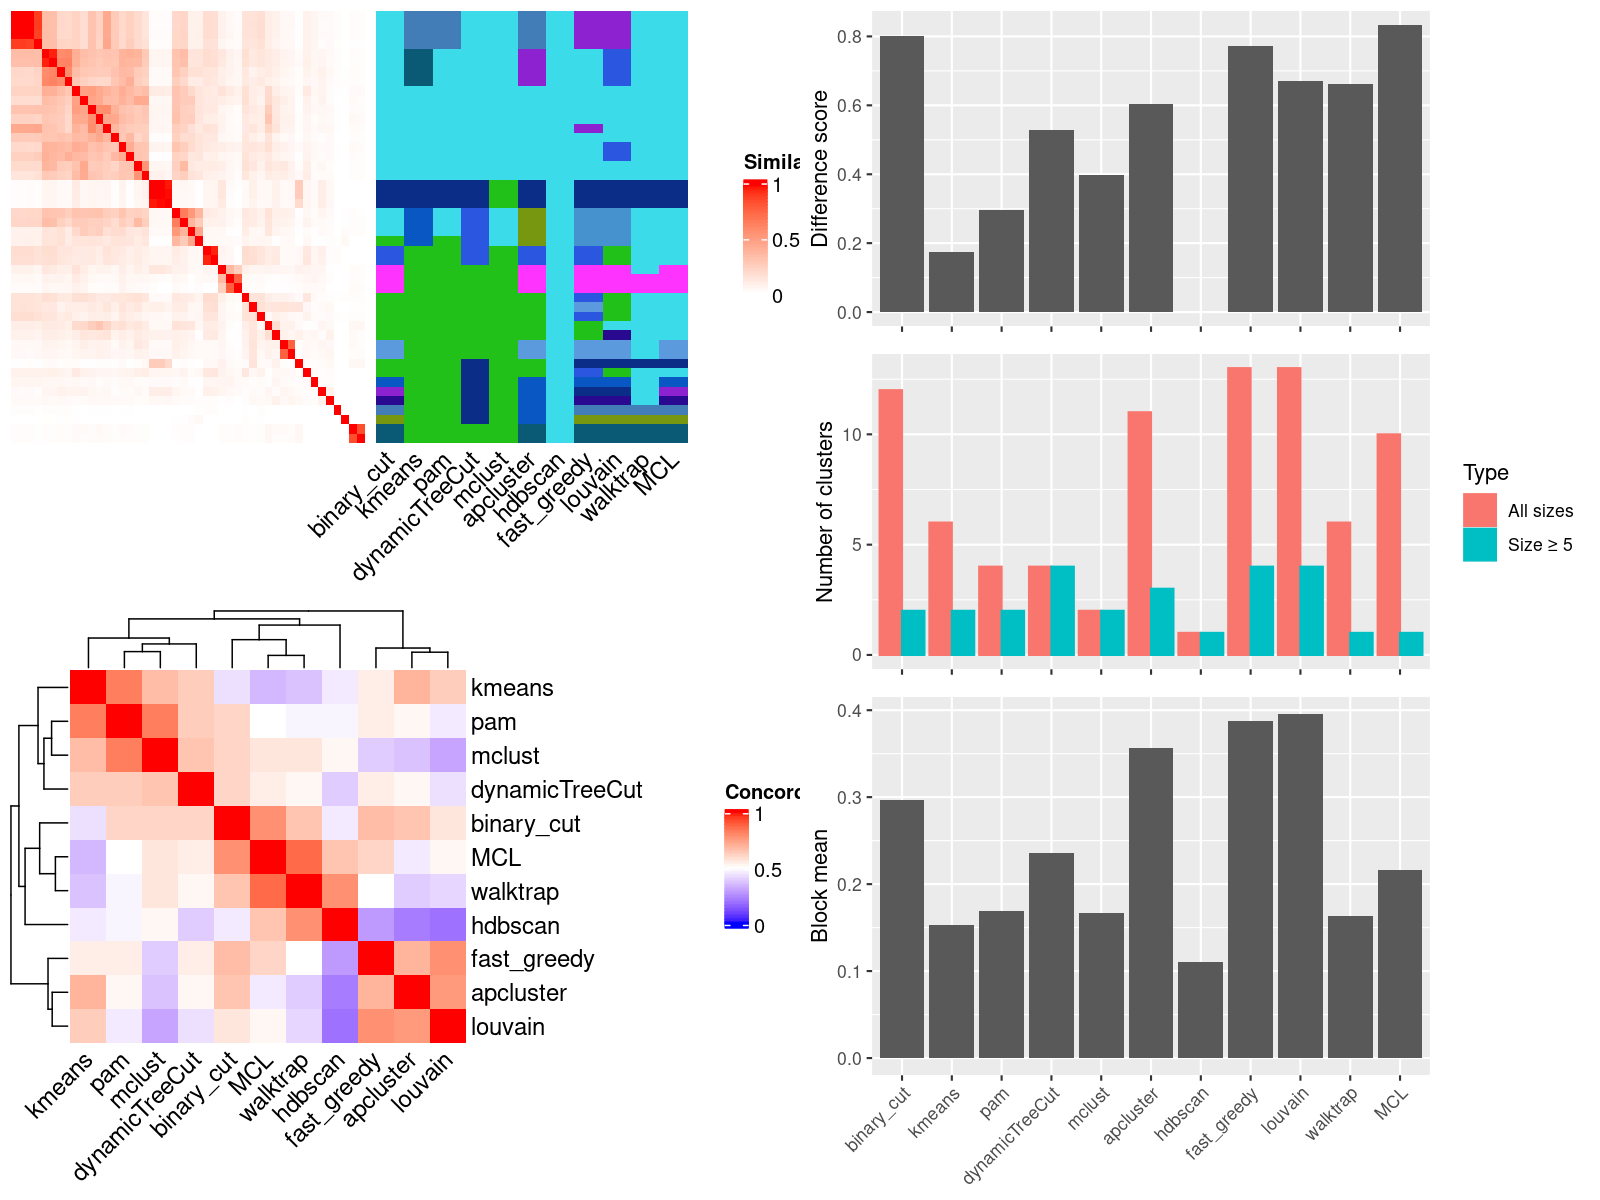 Simila
1
0.5
0
binary_cut
kmeans
pam
dynamicTreeCut
mclust
apcluster
hdbscan
fast_greedy
louvain
walktrap
MCL
kmeans
pam
mclust
dynamicTreeCut
binary_cut
MCL
walktrap
hdbscan
fast_greedy
apcluster
louvain
kmeans
pam
mclust
dynamicTreeCut
binary_cut
MCL
walktrap
hdbscan
fast_greedy
apcluster
louvain
Concord
1
0.5
0
Difference score
0.8
0.6
0.4
0.2
0.0
Number of clusters
10
5
0
Type
All sizes
Size ≥ 5
Block mean
0.4
0.3
0.2
0.1
0.0
binary_cut
kmeans
pam
dynamicTreeCut
mclust
apcluster
hdbscan
fast_greedy
louvain
walktrap
MCL